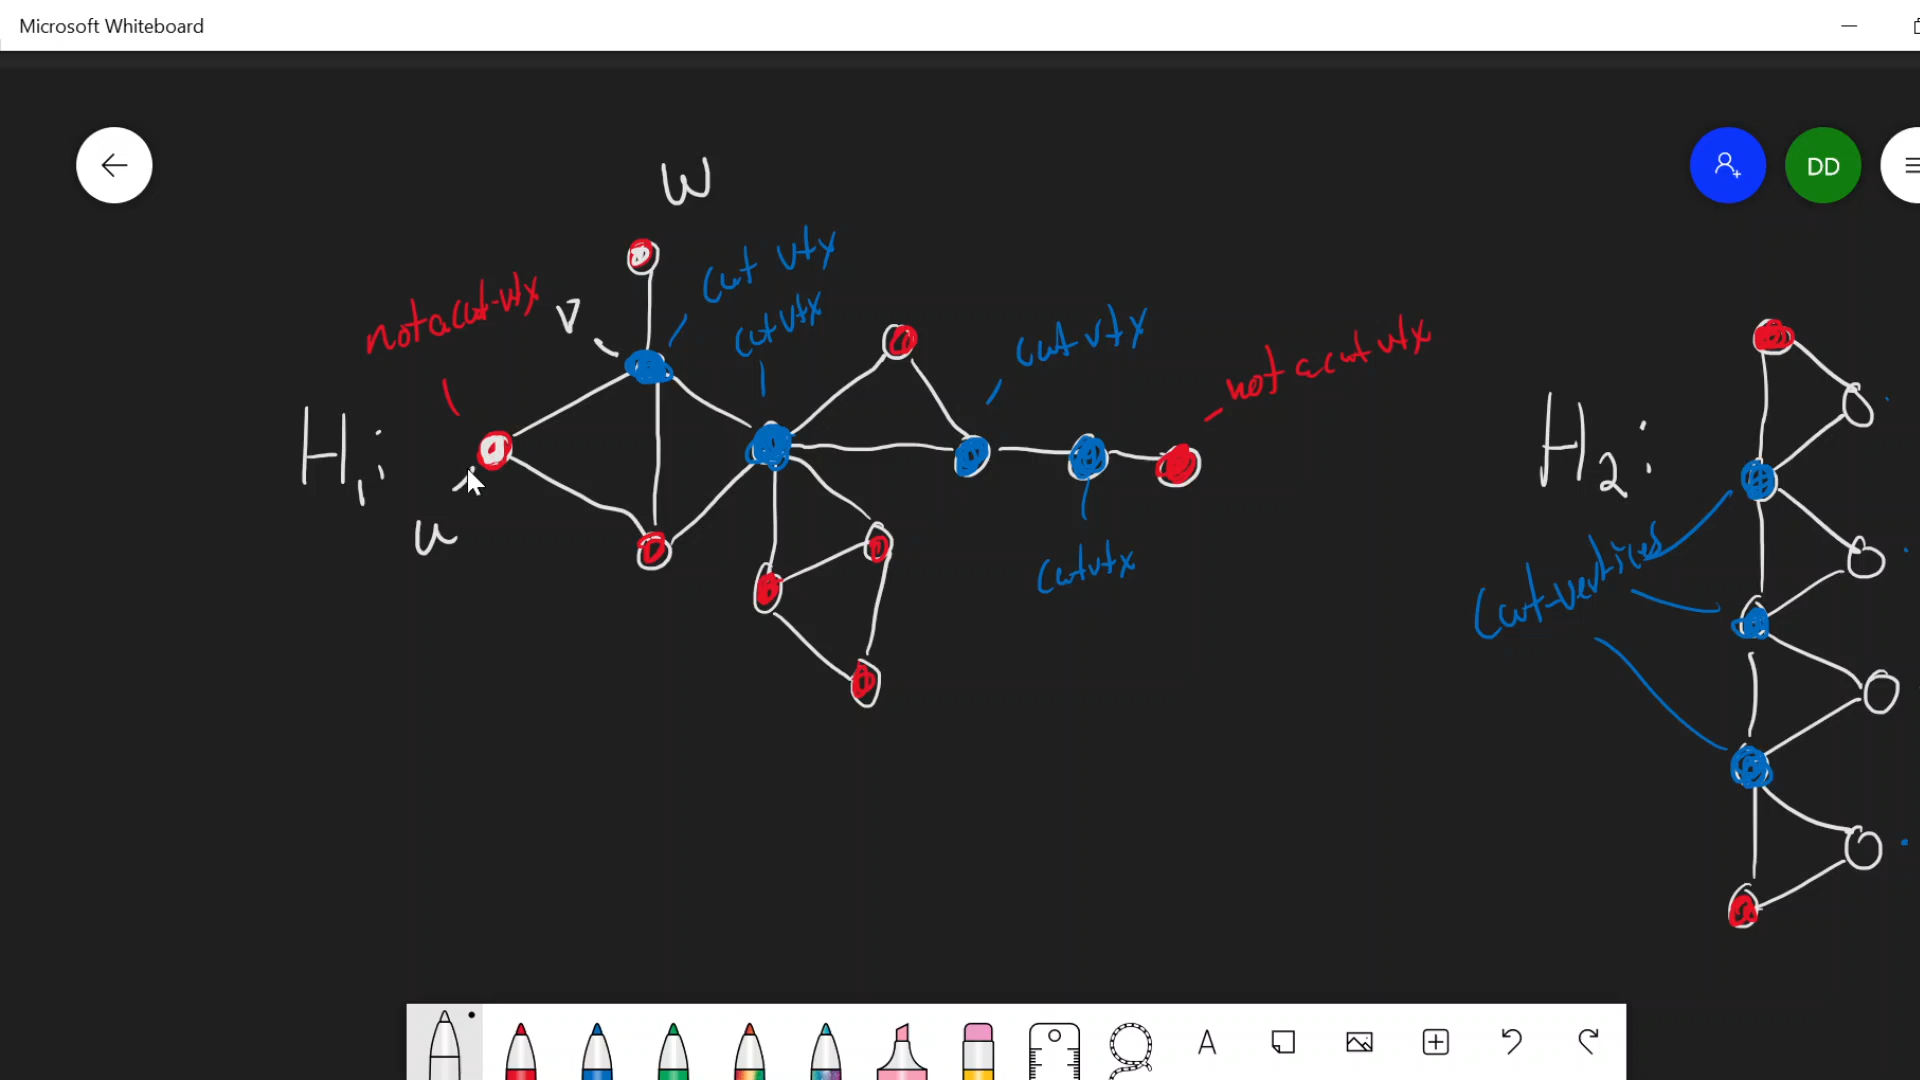 Microsoft Whiteboard
DD
W
cut vtx
not a cut-vtx
v
cut vtx
cut vtx
not a cut vtx
H1:
H2:
u
cut vtx
Cut-vertices
A